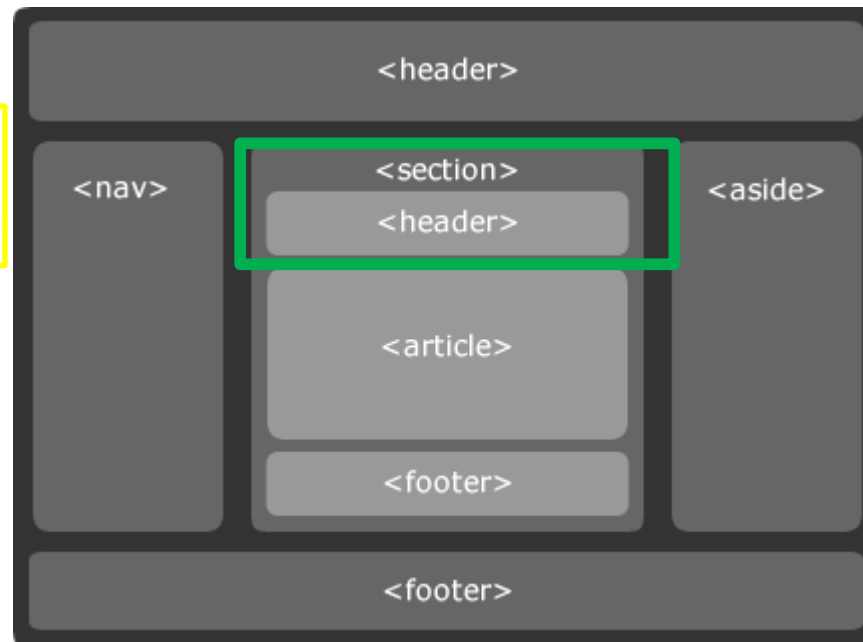 <header>
<nav>
<section>
<header>
<article>
<footer>
<aside>
<footer>